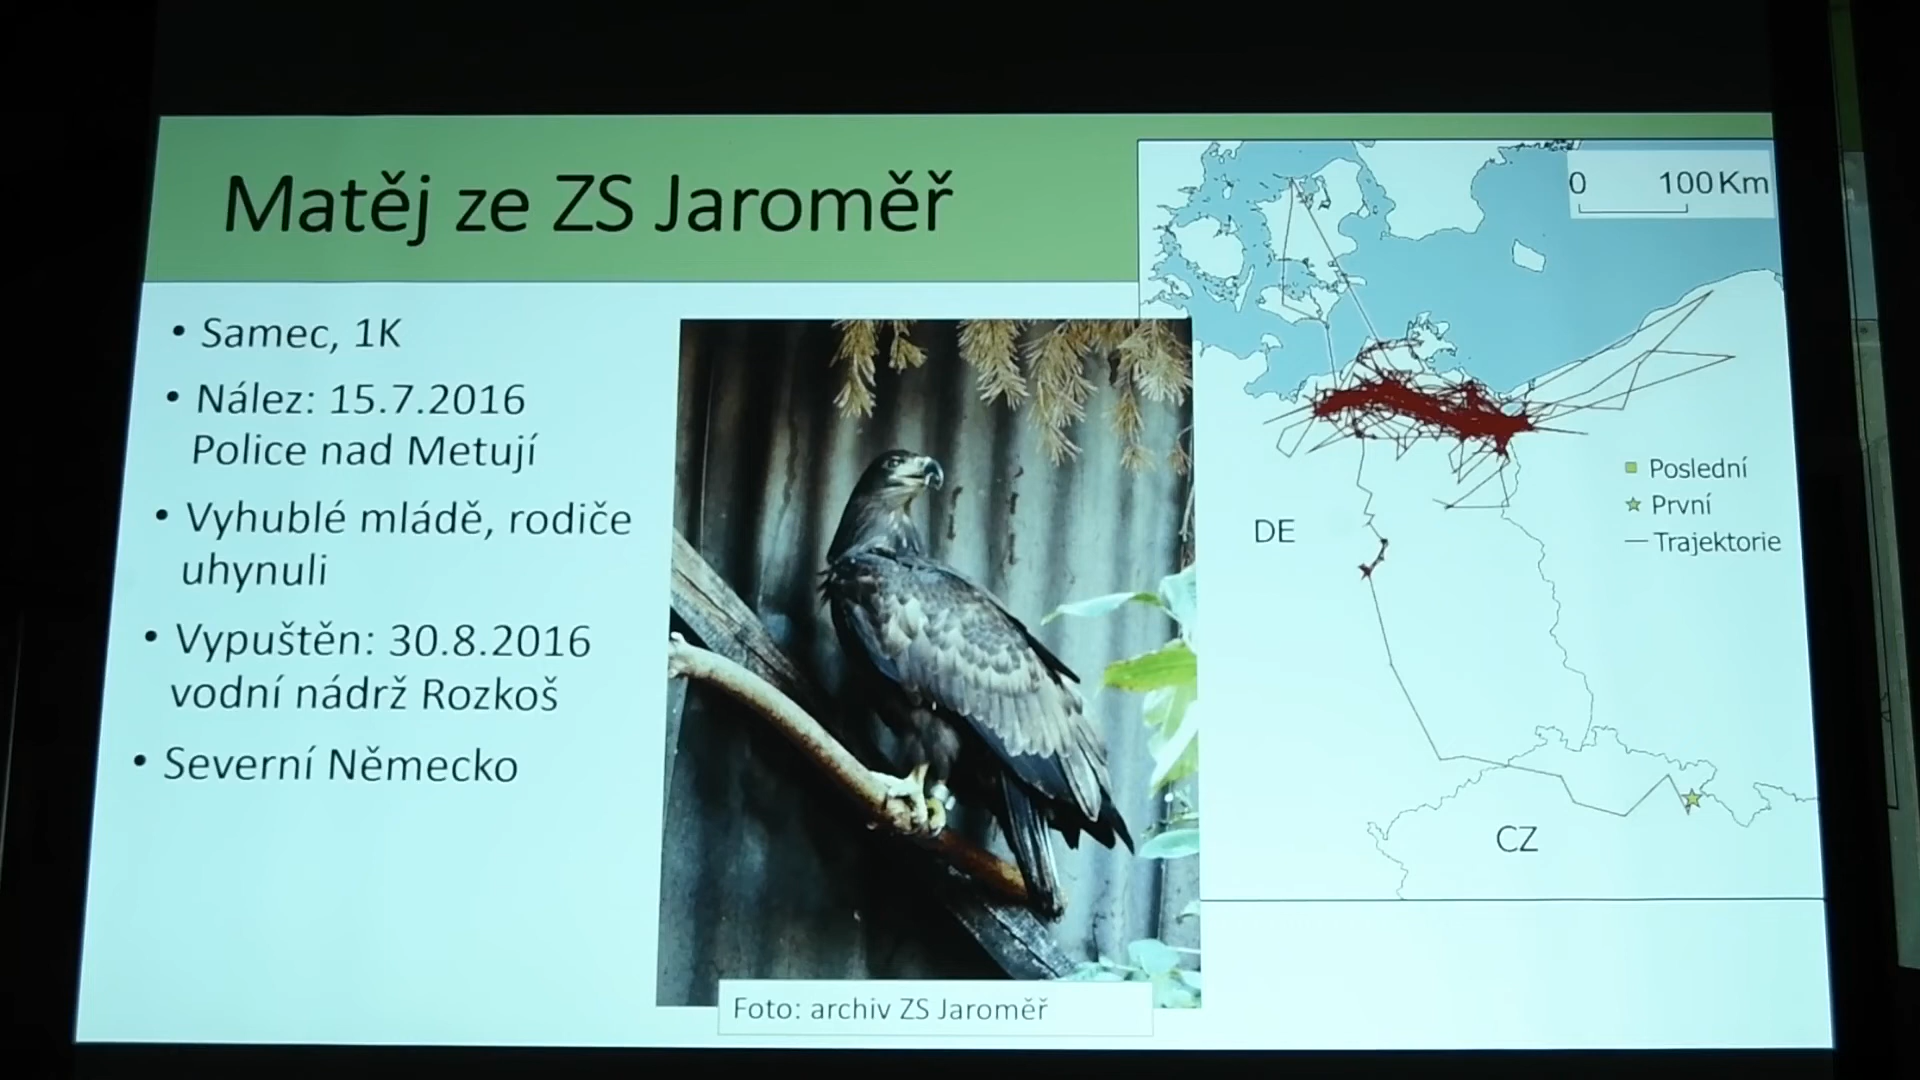 Matěj ze ZS Jaroměř
• Samec, 1K
• Nález: 15.7.2016
Police nad Metují
• Vyhublé mládě, rodiče
uhynuli
• Vypuštěn: 30.8.2016
vodní nádrž Rozkoš
• Severní Německo
Foto: archiv ZS Jaroměř
0 100 Km
Poslední
První
Trajektorie
DE
CZ